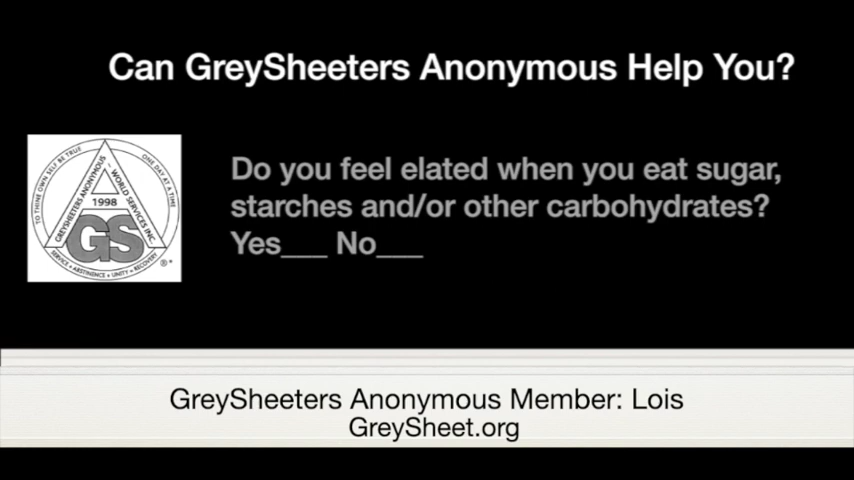 Can GreySheeters Anonymous Help You?
TO THINE OWN SELF BE TRUE
ONE DAY AT A TIME
GREYSHEETERS ANONYMOUS
WORLD SERVICES INC.
1998
GS
SERVICE • ABSTINENCE • UNITY • RECOVERY
®
Do you feel elated when you eat sugar,
starches and/or other carbohydrates?
Yes___ No___
GreySheeters Anonymous Member: Lois
GreySheet.org